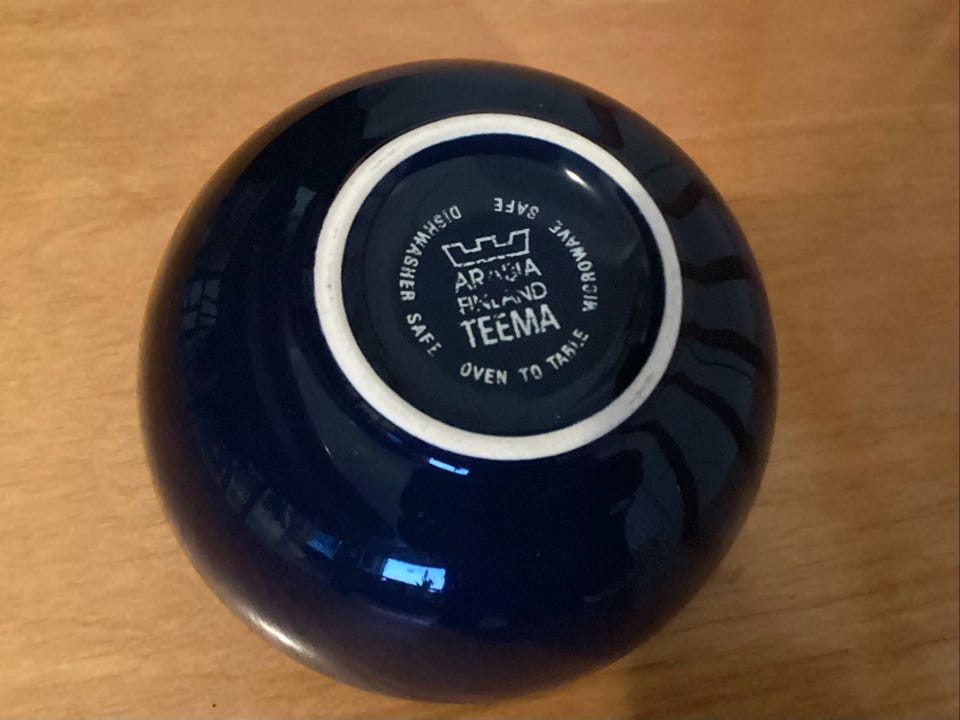 ARABIA
FINLAND
TEEMA
DISHWASHER SAFE
OVEN TO TABLE
MICROWAVE SAFE